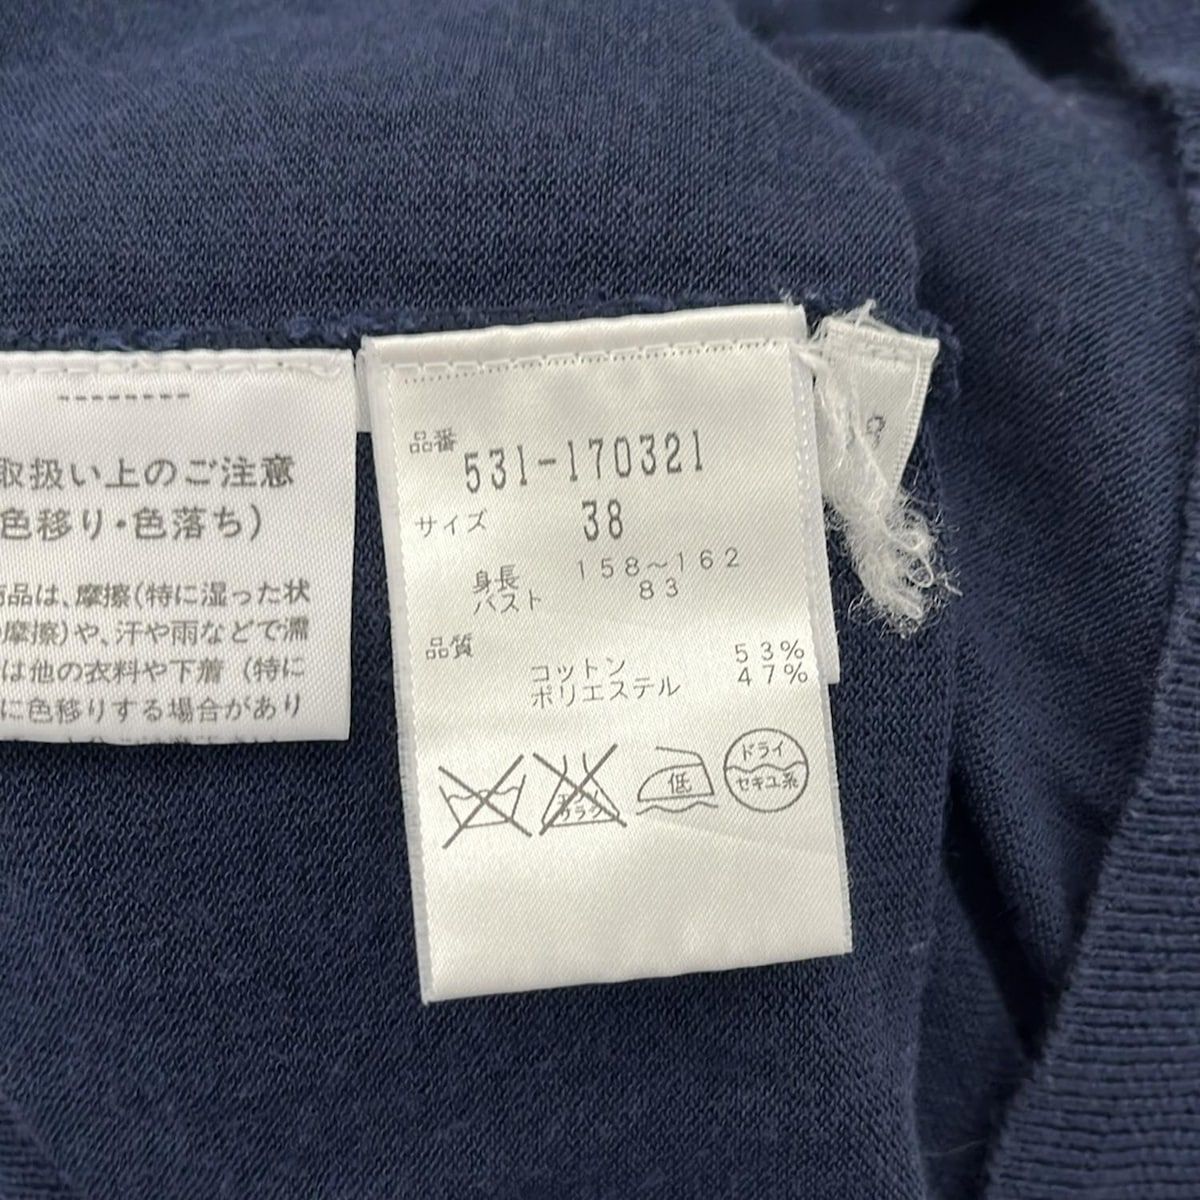 取扱い上のご注意
色移り・色落ち)
商品は、摩擦(特に湿った状
摩擦)や、汗や雨などで濡
は他の衣料や下着(特に
に色移りする場合があり
品番 531-170321
サイズ 38
身長 158~162
バスト 83
品質
コットン 53%
ポリエステル 47%
低
ドライ
セキユ系